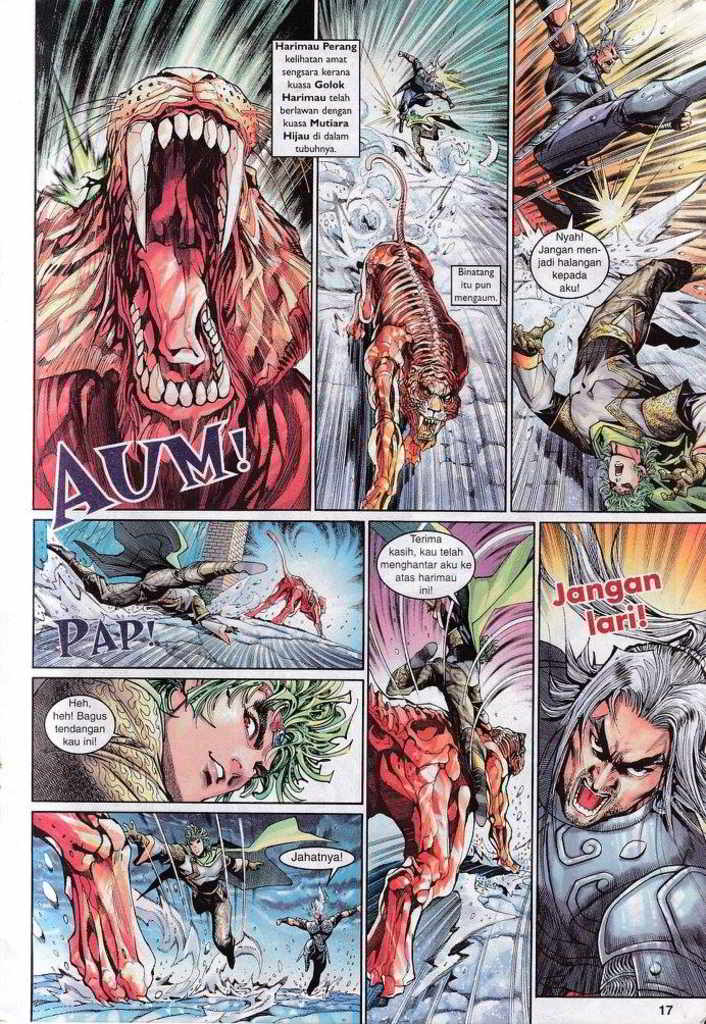 Harimau Perang
kelihatan amat
sengsara kerana
kuasa Golok
Harimau telah
berlawan dengan
kuasa Mutiara
Hijau di dalam
tubuhnya.
AUM!
Binatang
itu pun
mengaum.
Nyah!
Jangan men-
jadi halangan
kepada
aku!
PAP!
Heh,
heh! Bagus
tendangan
kau ini!
Jahatnya!
Terima
kasih, kau telah
menghantar aku ke
atas harimau
ini!
Jangan
lari!
17